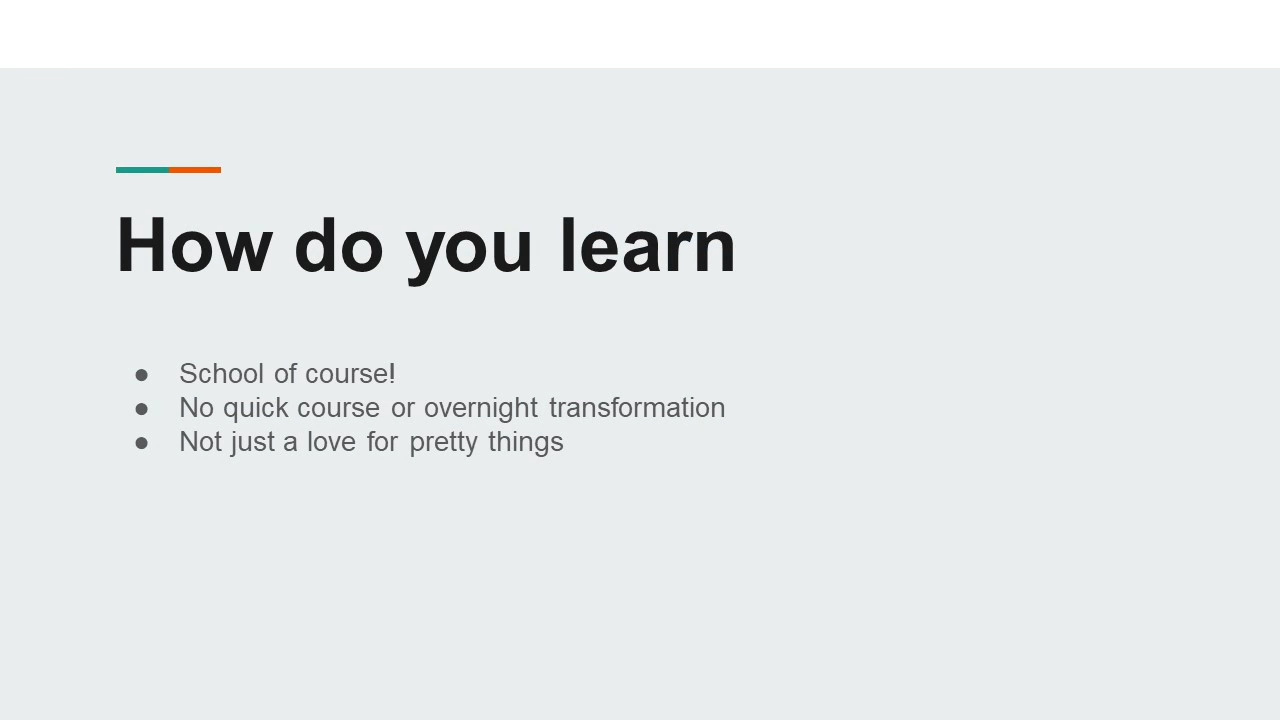 How do you learn
● School of course!
● No quick course or overnight transformation
● Not just a love for pretty things